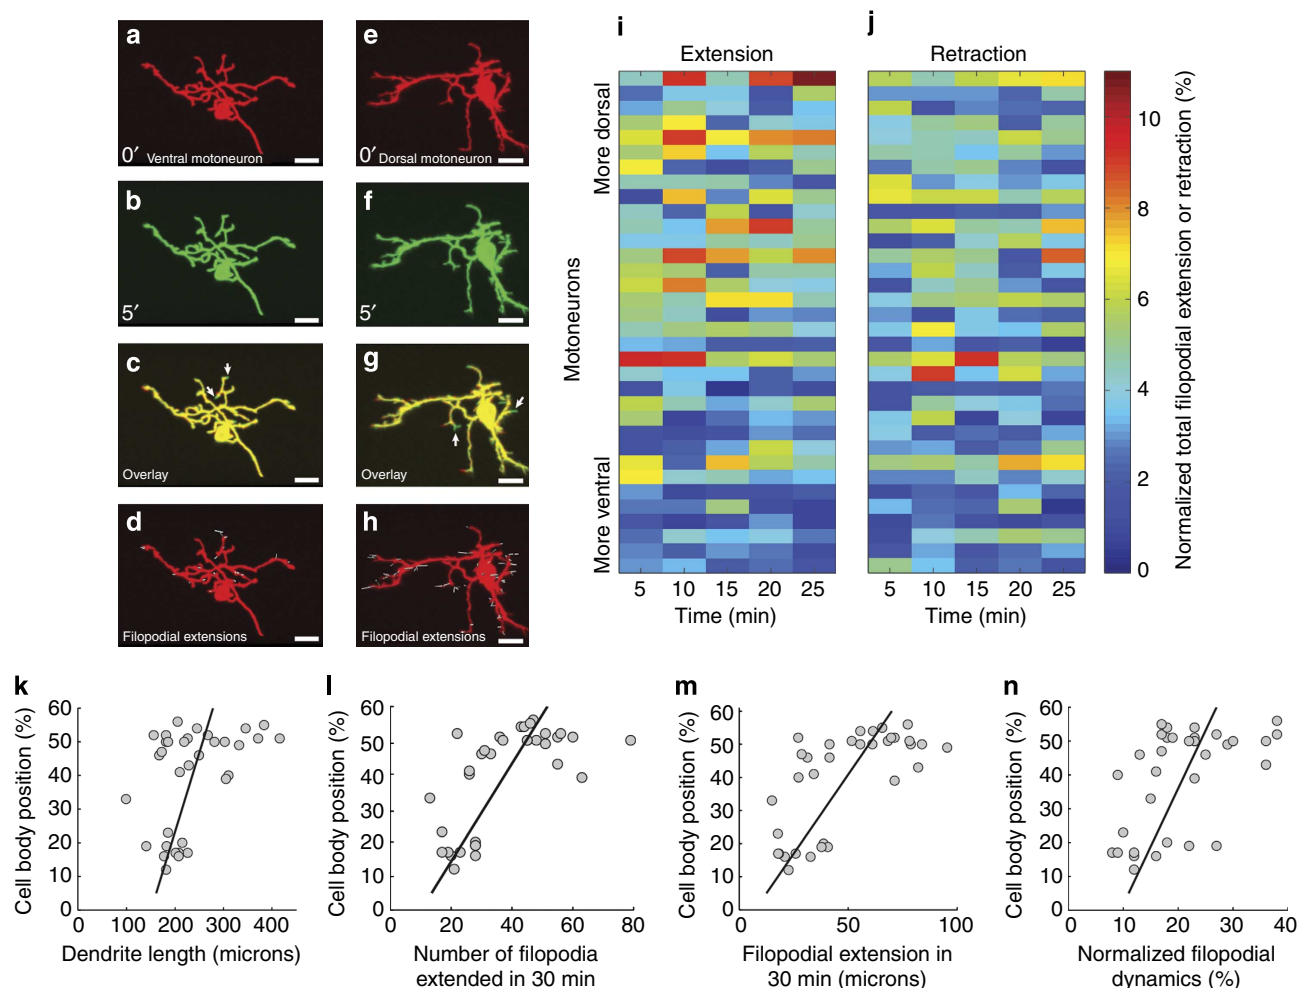 a
0′ Ventral motoneuron
b
5′
c
Overlay
d
Filopodial extensions
e
0′ Dorsal motoneuron
f
5′
g
Overlay
h
Filopodial extensions
i
Extension
More dorsal
Motoneurons
More ventral
5 10 15 20 25
Time (min)
j
Retraction
5 10 15 20 25
Time (min)
10
8
6
4
2
0
Normalized total filopodial extension or retraction (%)
k
60
50
40
30
20
10
0
Cell body position (%)
0 100 200 300 400
Dendrite length (microns)
l
60
50
40
30
20
10
0
Cell body position (%)
0 20 40 60 80
Number of filopodia
extended in 30 min
m
60
50
40
30
20
10
0
Cell body position (%)
0 50 100
Filopodial extension in
30 min (microns)
n
60
50
40
30
20
10
0
Cell body position (%)
0 10 20 30 40
Normalized filopodial
dynamics (%)